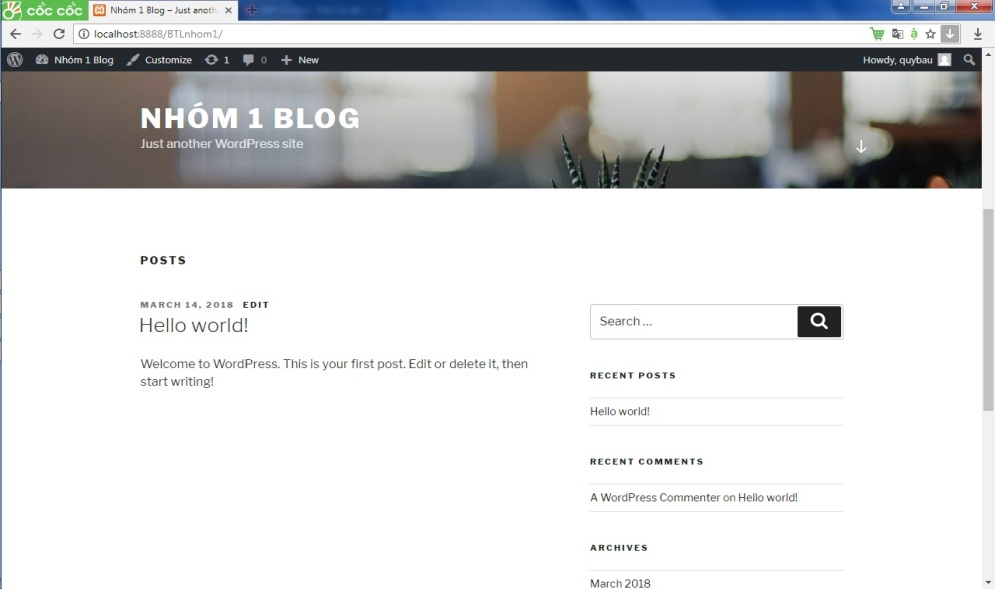 cốc cốc
Nhóm 1 Blog – Just anoth
localhost:8888/BTLnhom1/
Nhóm 1 Blog Customize 1 0 New Howdy, quybau
NHÓM 1 BLOG
Just another WordPress site
POSTS
MARCH 14, 2018 EDIT
Hello world!
Welcome to WordPress. This is your first post. Edit or delete it, then
start writing!
Search …
RECENT POSTS
Hello world!
RECENT COMMENTS
A WordPress Commenter on Hello world!
ARCHIVES
March 2018